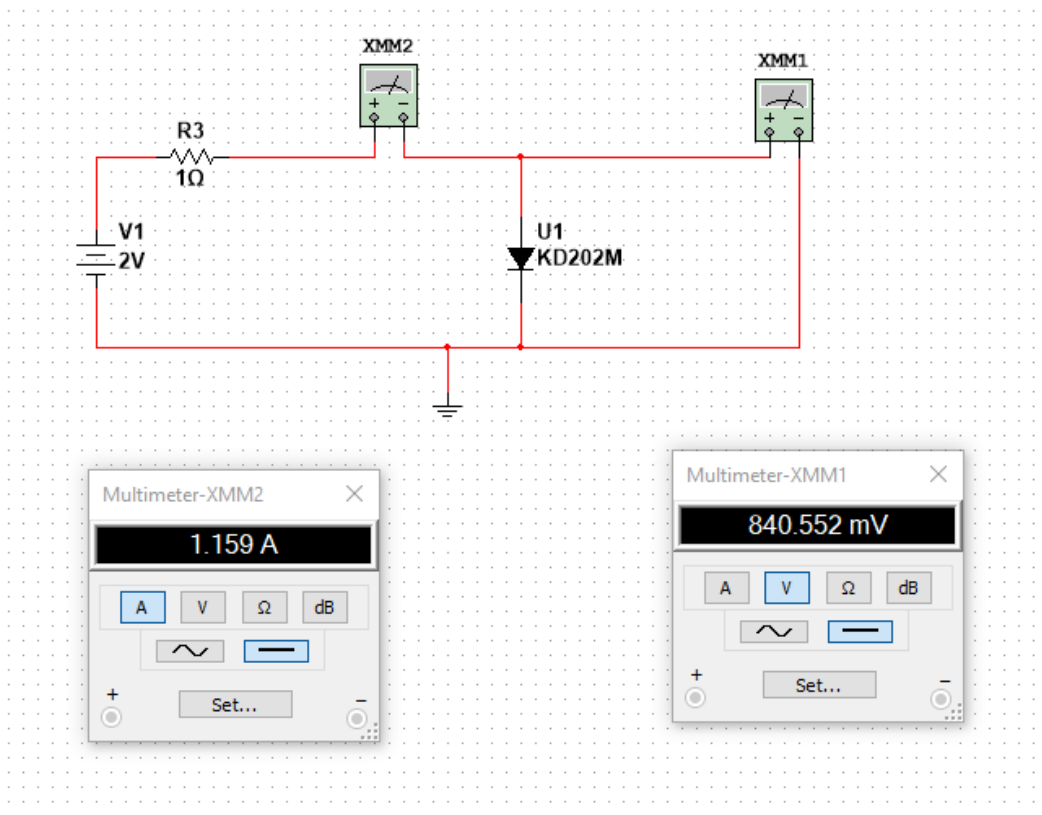 XMM2
XMM1
+ −
+ −
R3
1Ω
V1
2V
U1
KD202M
Multimeter-XMM2
1.159 A
A V Ω dB
+ −
Set...
Multimeter-XMM1
840.552 mV
A V Ω dB
+ −
Set...